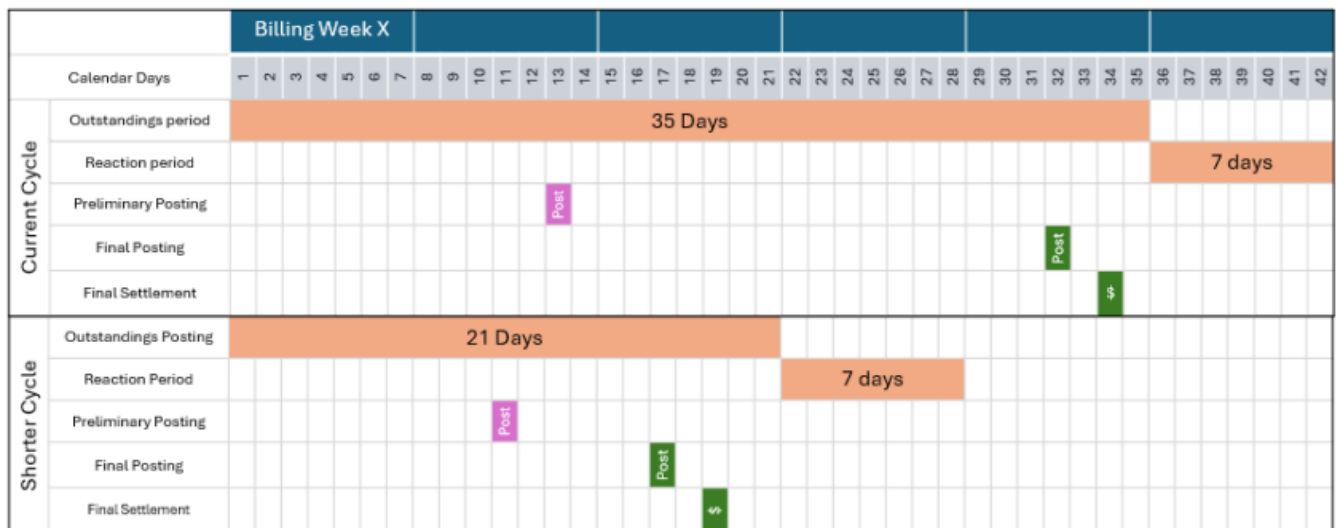 Billing Week X
Calendar Days 1 2 3 4 5 6 7 8 9 10 11 12 13 14 15 16 17 18 19 20 21 22 23 24 25 26 27 28 29 30 31 32 33 34 35 36 37 38 39 40 41 42
Current Cycle
Outstandings period 35 Days
Reaction period 7 days
Preliminary Posting Post
Final Posting Post
Final Settlement $
Shorter Cycle
Outstandings Posting 21 Days
Reaction Period 7 days
Preliminary Posting Post
Final Posting Post
Final Settlement $